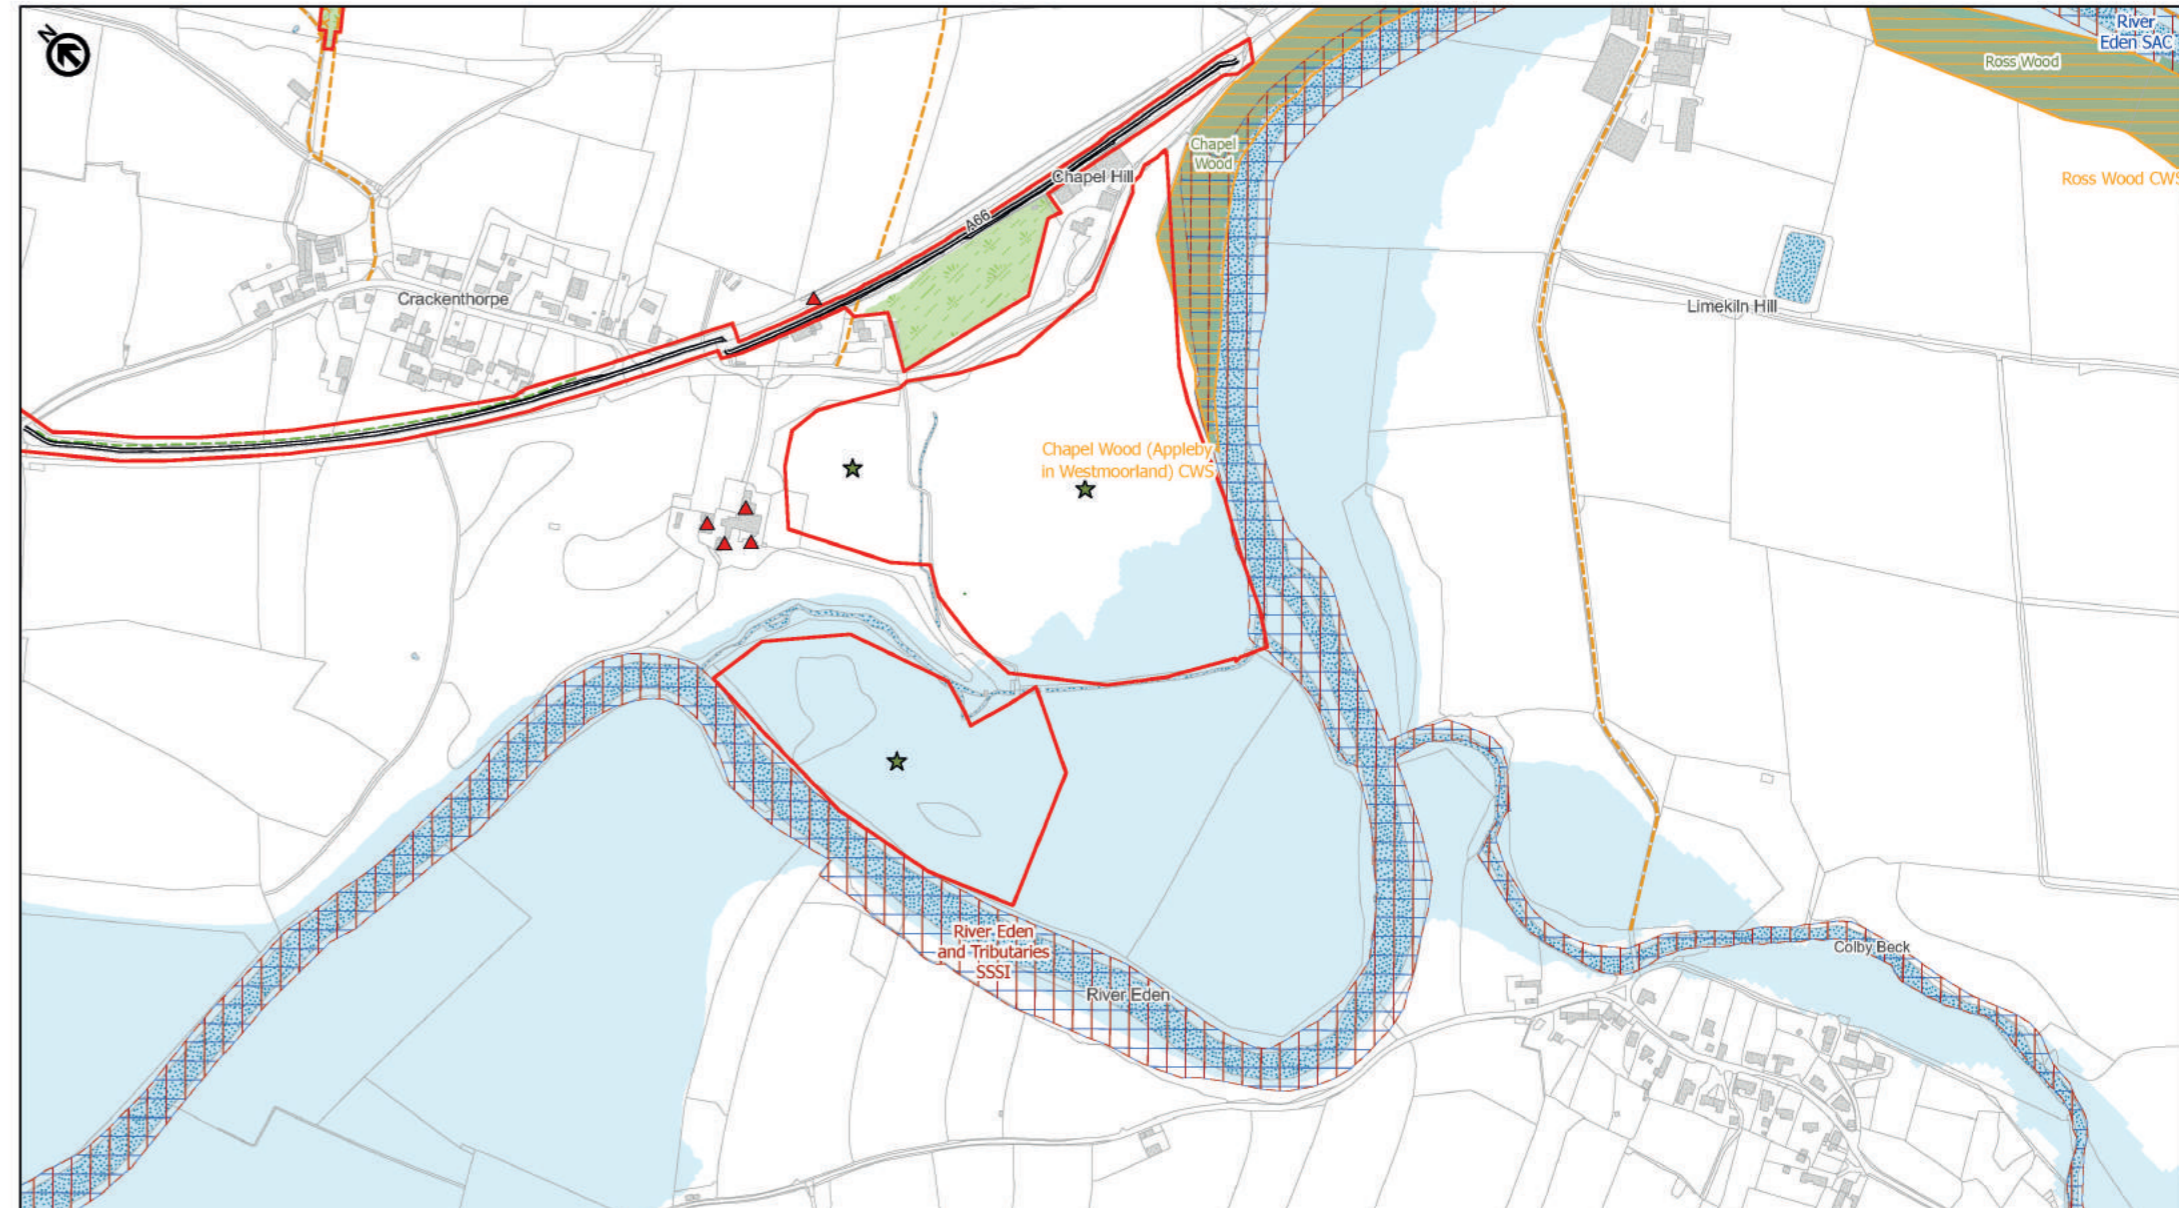 N
River
Eden SAC
Ross Wood
Chapel
Wood
Chapel Hill
Ross Wood CWS
A66
Crackenthorpe
Limekiln Hill
Chapel Wood (Appleby
in Westmoorland) CWS
River Eden
and Tributaries
SSSI
Colby Beck
River Eden